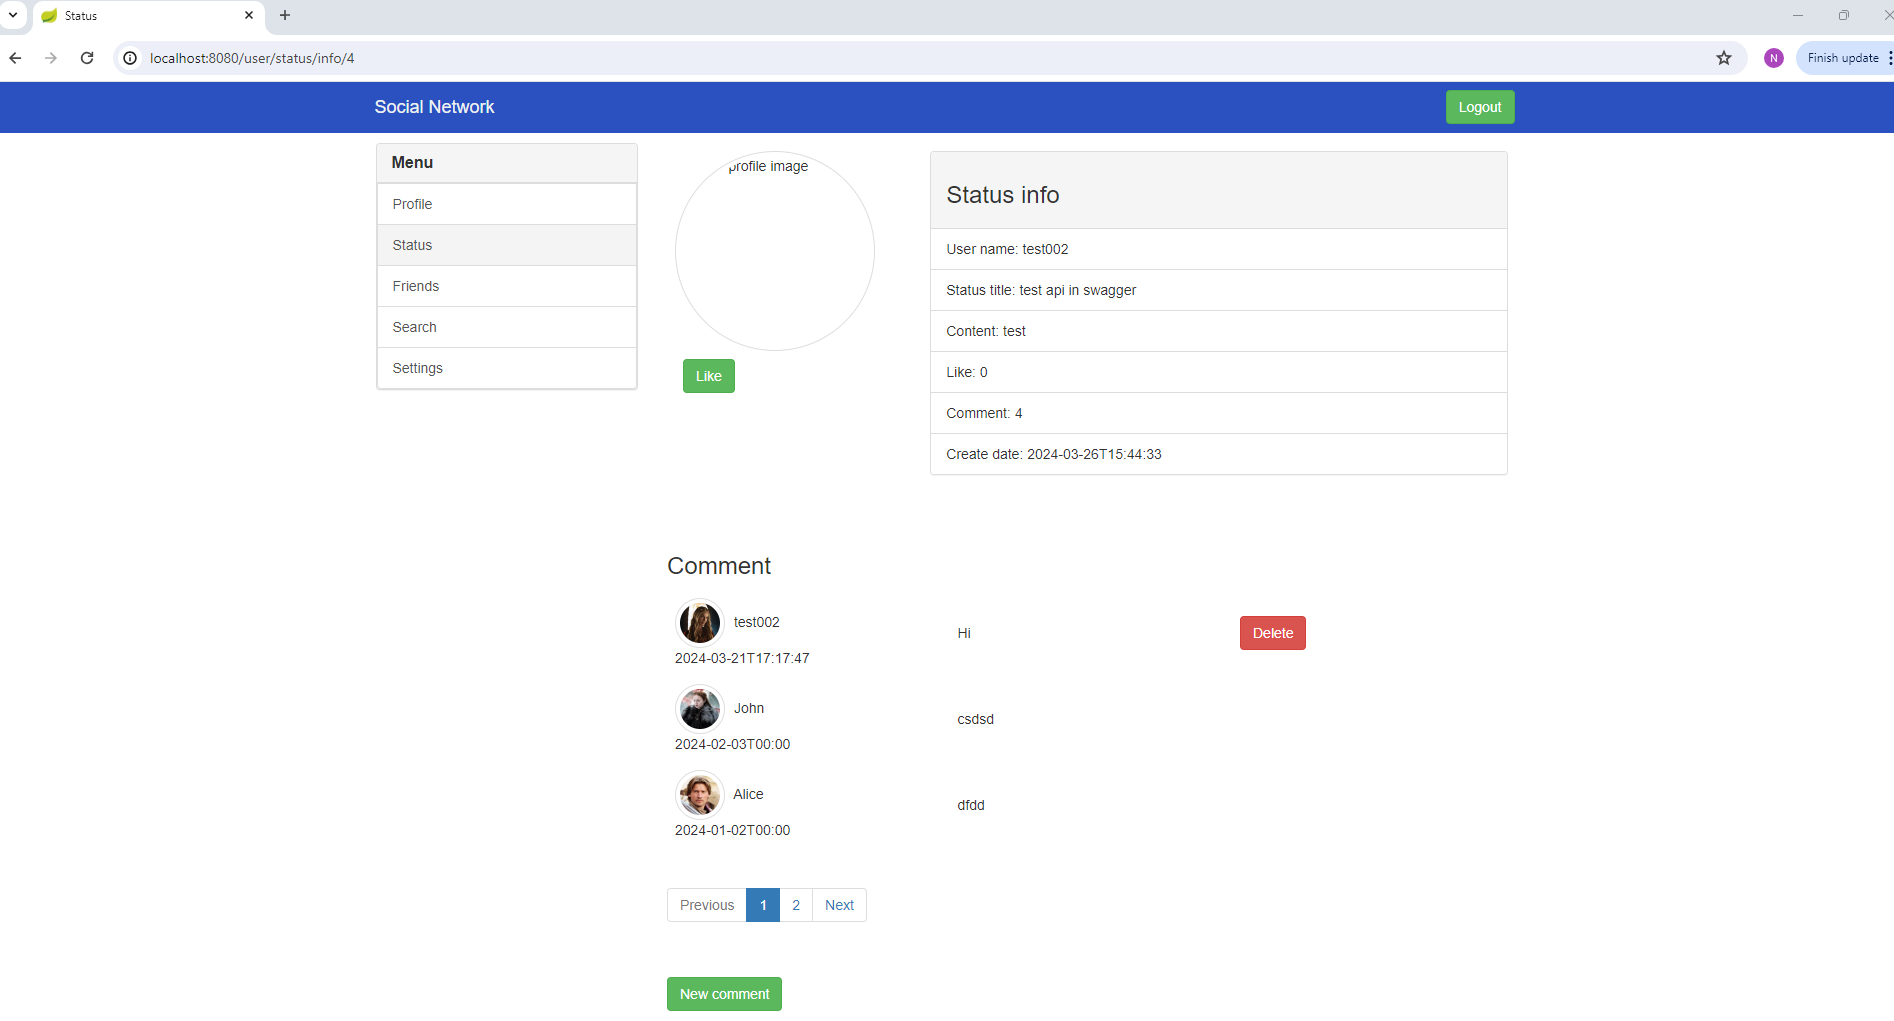 Status
localhost:8080/user/status/info/4
N
Finish update
Social Network
Logout
Menu
Profile
Status
Friends
Search
Settings
profile image
Like
Status info
User name: test002
Status title: test api in swagger
Content: test
Like: 0
Comment: 4
Create date: 2024-03-26T15:44:33
Comment
test002
Hi
Delete
2024-03-21T17:17:47
John
csdsd
2024-02-03T00:00
Alice
dfdd
2024-01-02T00:00
Previous 1 2 Next
New comment